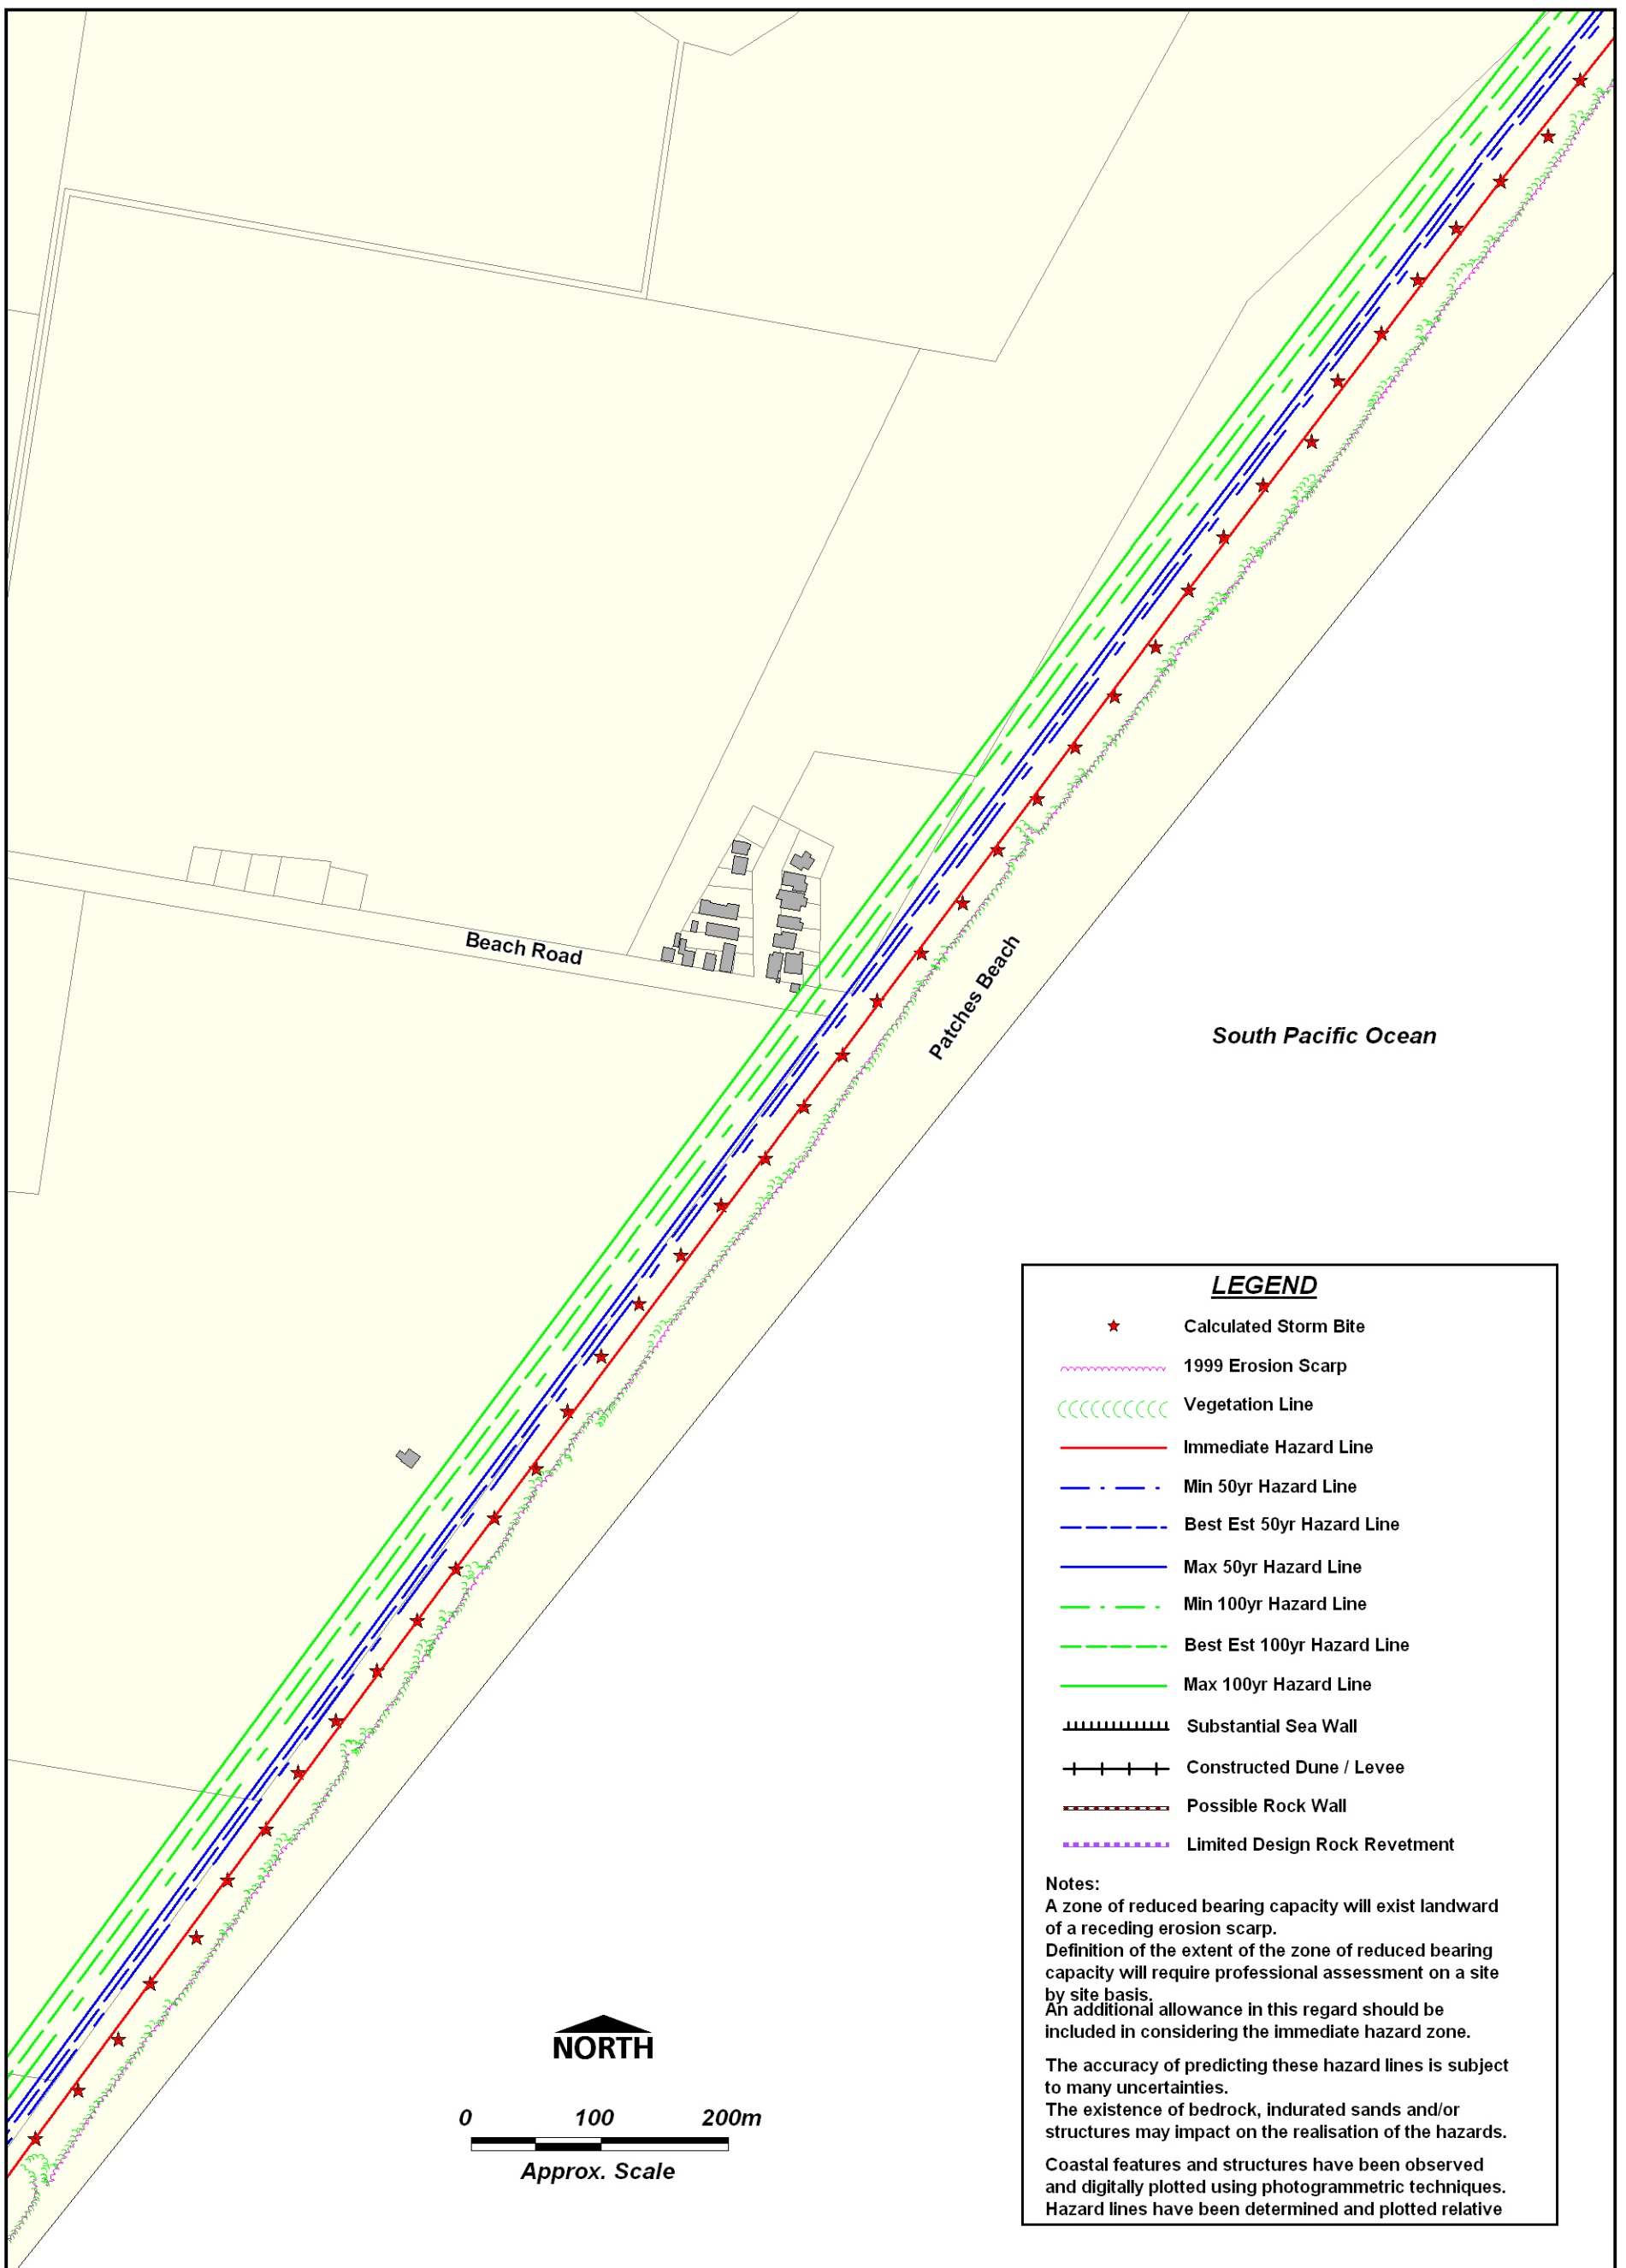 Beach Road
Patches Beach
South Pacific Ocean
LEGEND
Calculated Storm Bite
1999 Erosion Scarp
Vegetation Line
Immediate Hazard Line
Min 50yr Hazard Line
Best Est 50yr Hazard Line
Max 50yr Hazard Line
Min 100yr Hazard Line
Best Est 100yr Hazard Line
Max 100yr Hazard Line
Substantial Sea Wall
Constructed Dune / Levee
Possible Rock Wall
Limited Design Rock Revetment
Notes:
A zone of reduced bearing capacity will exist landward
of a receding erosion scarp.
Definition of the extent of the zone of reduced bearing
capacity will require professional assessment on a site
by site basis.
An additional allowance in this regard should be
included in considering the immediate hazard zone.
The accuracy of predicting these hazard lines is subject
to many uncertainties.
The existence of bedrock, indurated sands and/or
structures may impact on the realisation of the hazards.
Coastal features and structures have been observed
and digitally plotted using photogrammetric techniques.
Hazard lines have been determined and plotted relative
NORTH
0 100 200m
Approx. Scale